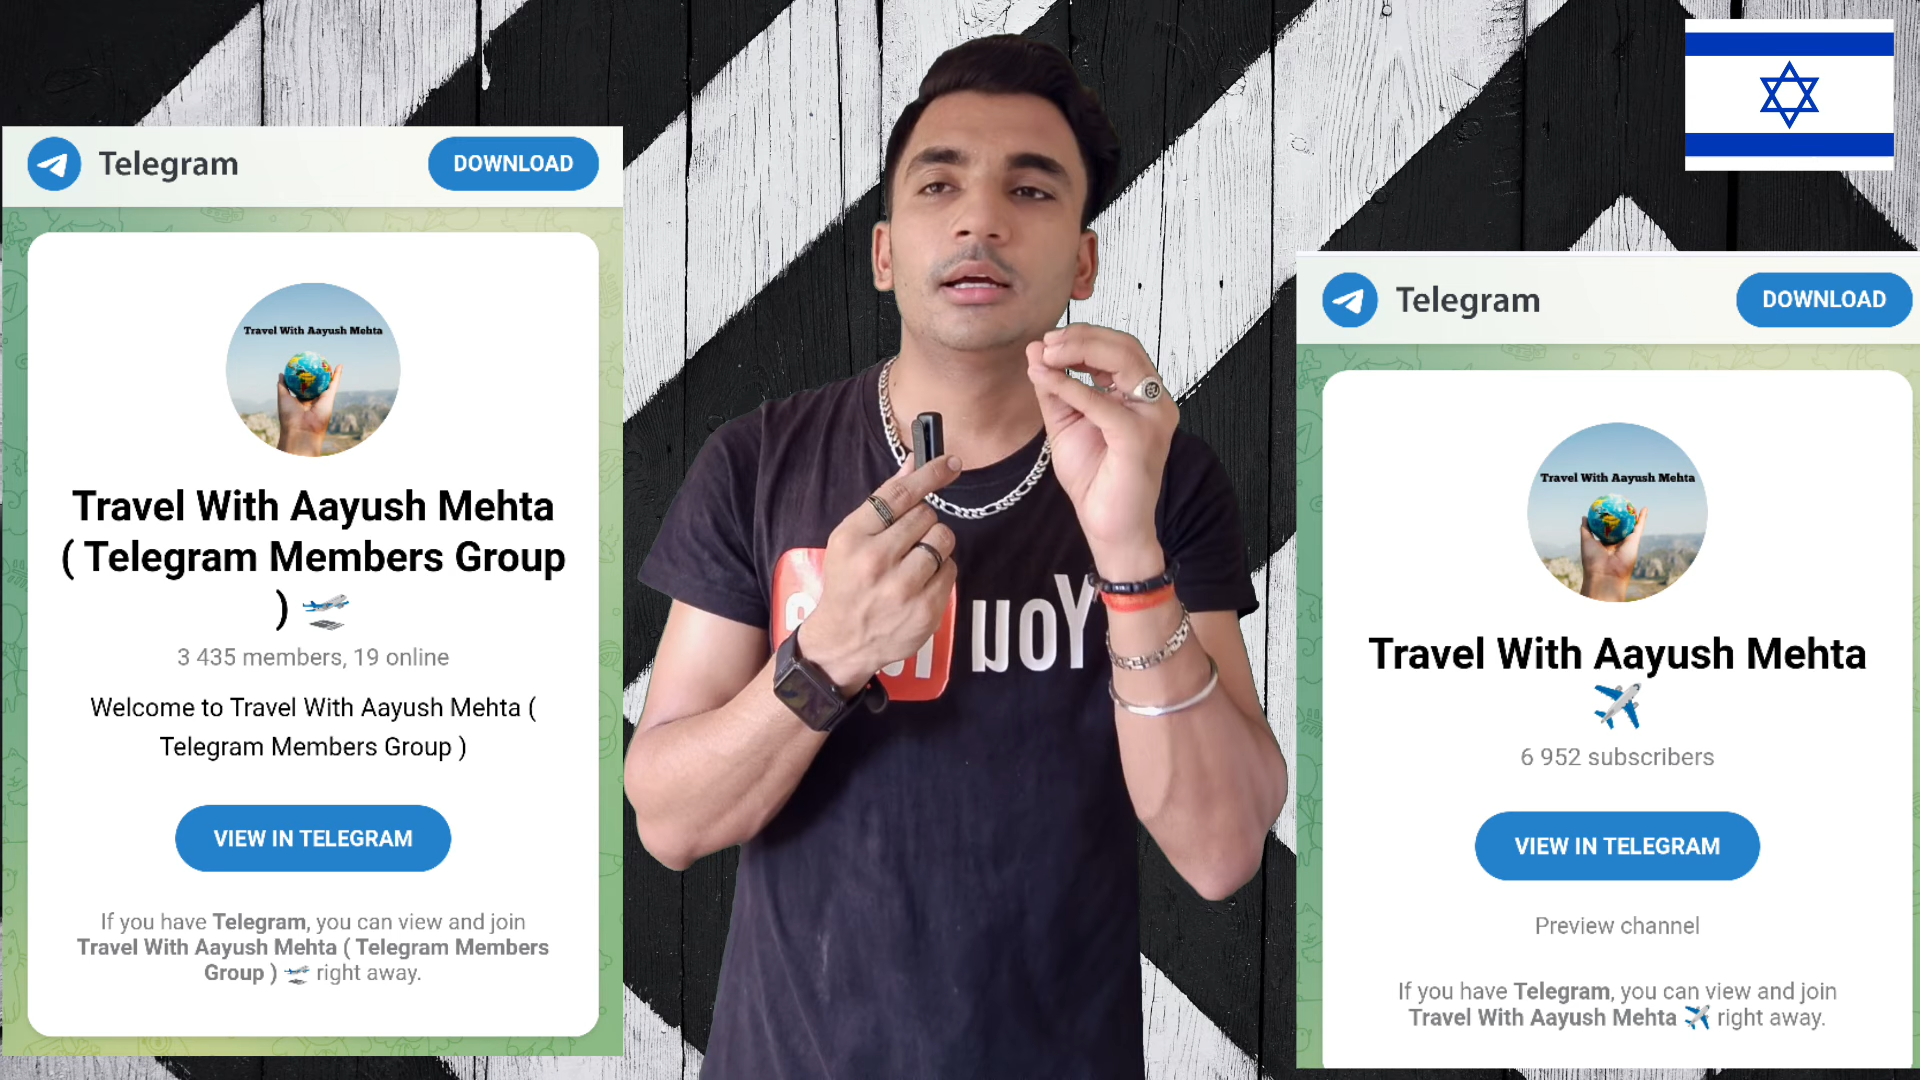 Telegram
DOWNLOAD
Travel With Aayush Mehta
Travel With Aayush Mehta
( Telegram Members Group
) 🛫
3 435 members, 19 online
Welcome to Travel With Aayush Mehta (
Telegram Members Group )
VIEW IN TELEGRAM
If you have Telegram, you can view and join
Travel With Aayush Mehta ( Telegram Members
Group ) 🛫 right away.
You
Telegram
DOWNLOAD
Travel With Aayush Mehta
Travel With Aayush Mehta
✈️
6 952 subscribers
VIEW IN TELEGRAM
Preview channel
If you have Telegram, you can view and join
Travel With Aayush Mehta ✈️ right away.